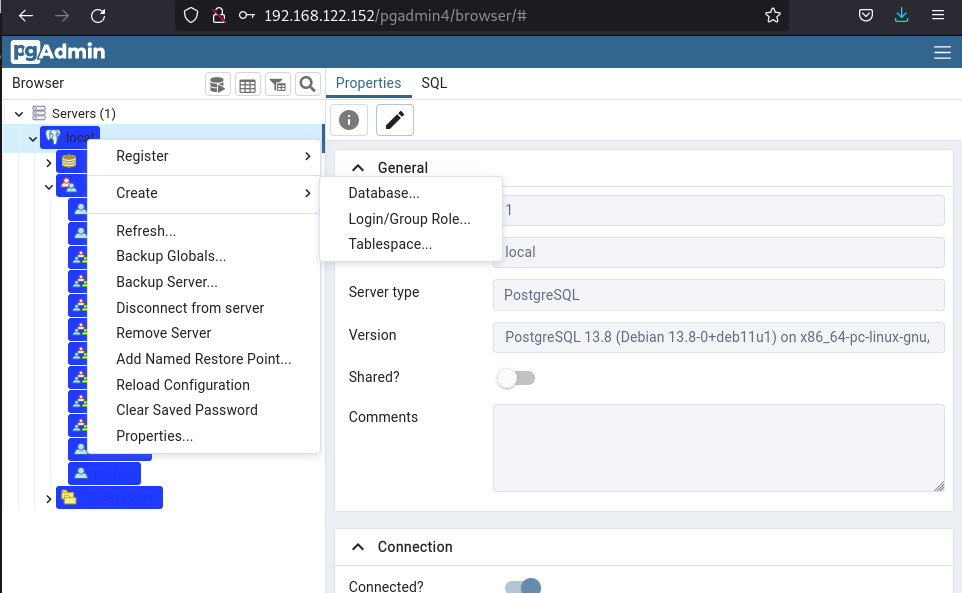 192.168.122.152/pgadmin4/browser/#
pgAdmin
Browser
Properties
SQL
Servers (1)
local
Register
Create
Refresh...
Backup Globals...
Backup Server...
Disconnect from server
Remove Server
Add Named Restore Point...
Reload Configuration
Clear Saved Password
Properties...
Database...
Login/Group Role...
Tablespace...
General
1
local
Server type
PostgreSQL
Version
PostgreSQL 13.8 (Debian 13.8-0+deb11u1) on x86_64-pc-linux-gnu,
Shared?
Comments
Connection
Connected?